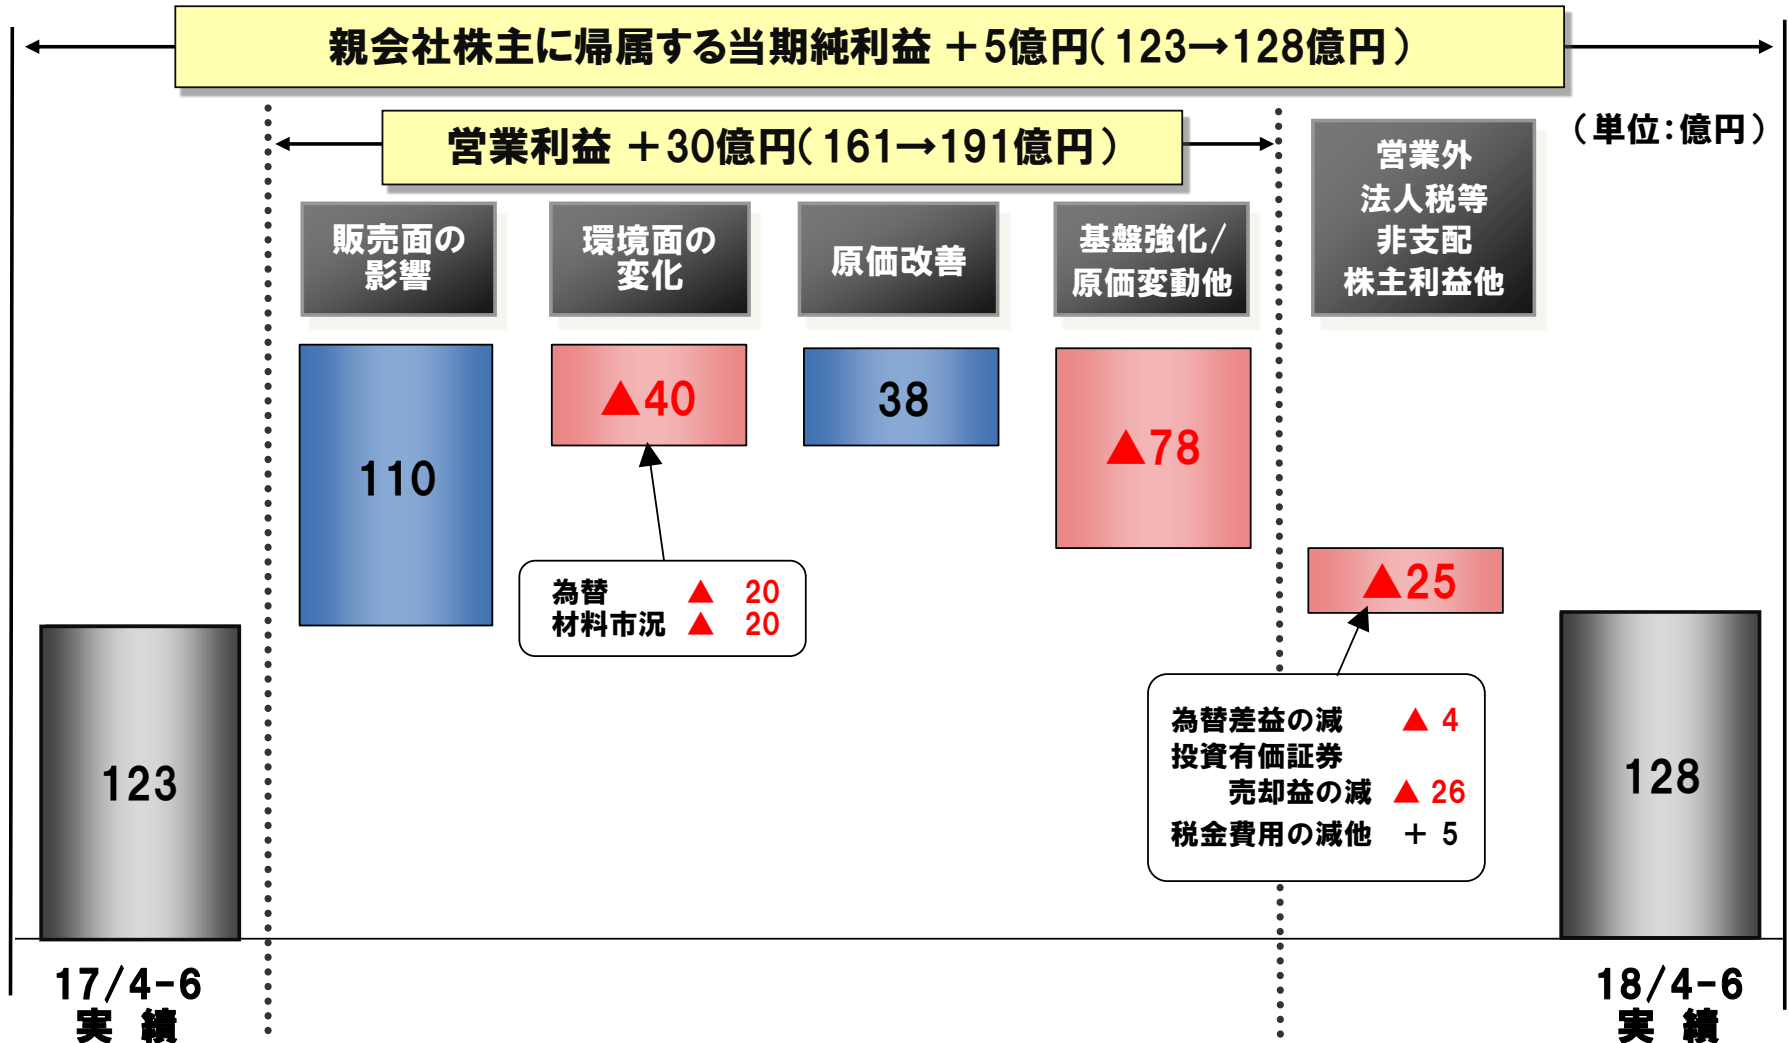 親会社株主に帰属する当期純利益 +5億円(123→128億円)
(単位:億円)
営業利益 +30億円(161→191億円)
販売面の
影響
環境面の
変化
原価改善
基盤強化/
原価変動他
営業外
法人税等
非支配
株主利益他
110
▲40
38
▲78
▲25
為替 ▲ 20
材料市況 ▲ 20
為替差益の減 ▲ 4
投資有価証券
売却益の減 ▲ 26
税金費用の減他 + 5
123
128
17/4-6
実 績
18/4-6
実 績